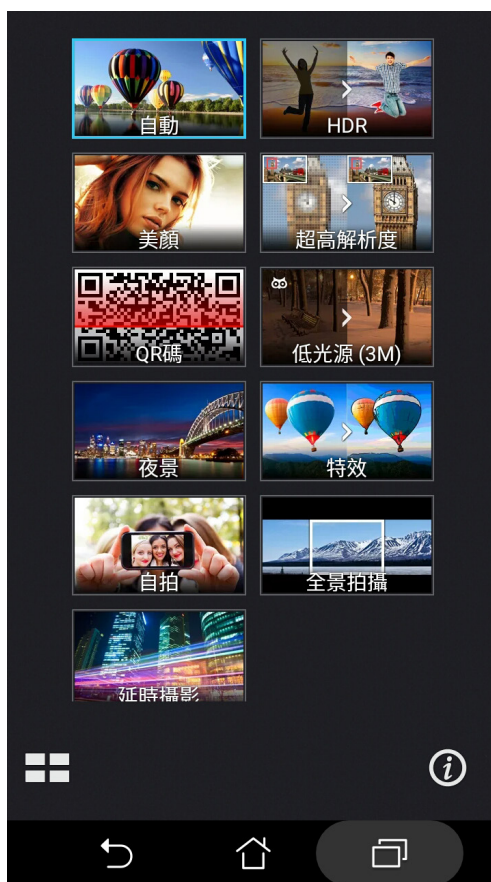 自動
HDR
美顏
超高解析度
QR碼
低光源 (3M)
夜景
特效
自拍
全景拍攝
延時攝影